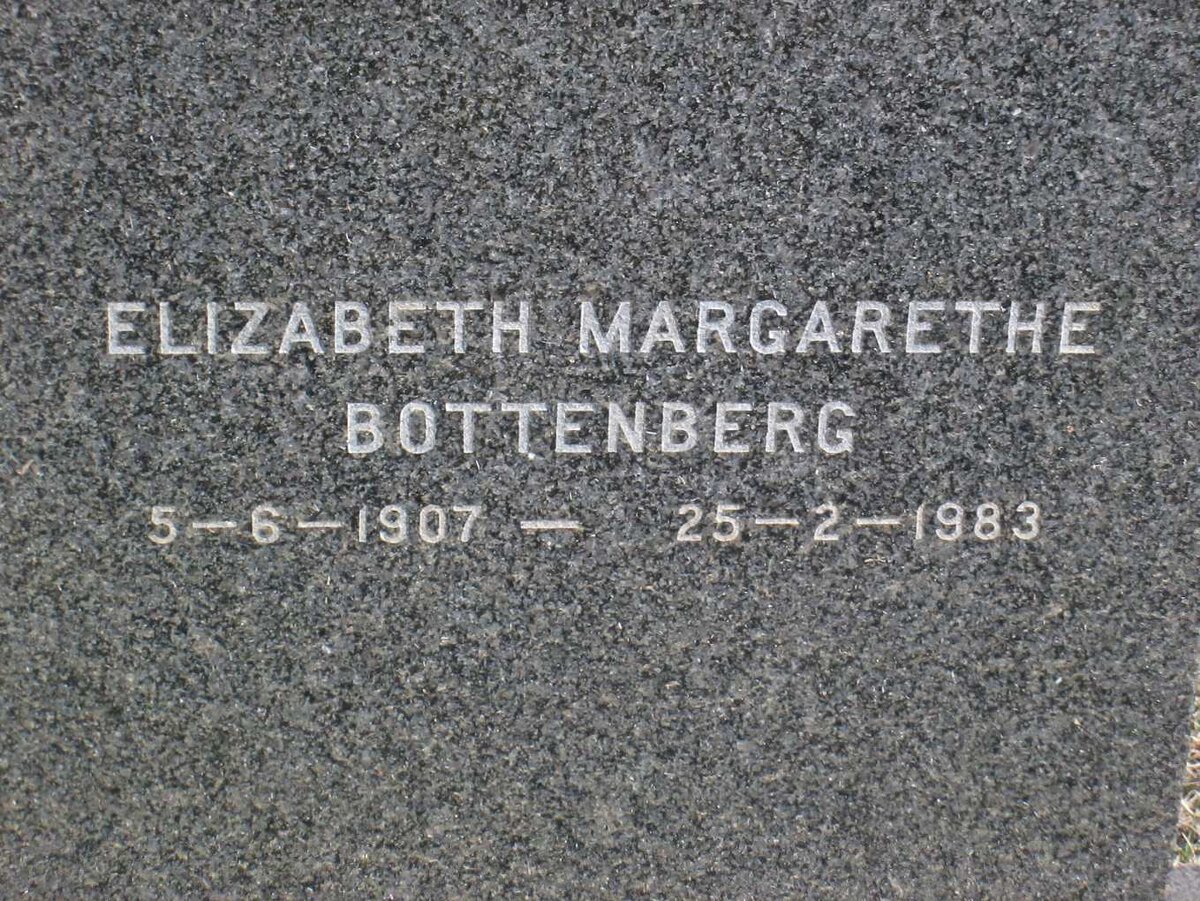 ELIZABETH MARGARETHE
BOTTENBERG
5-6-1907 - 25-2-1983